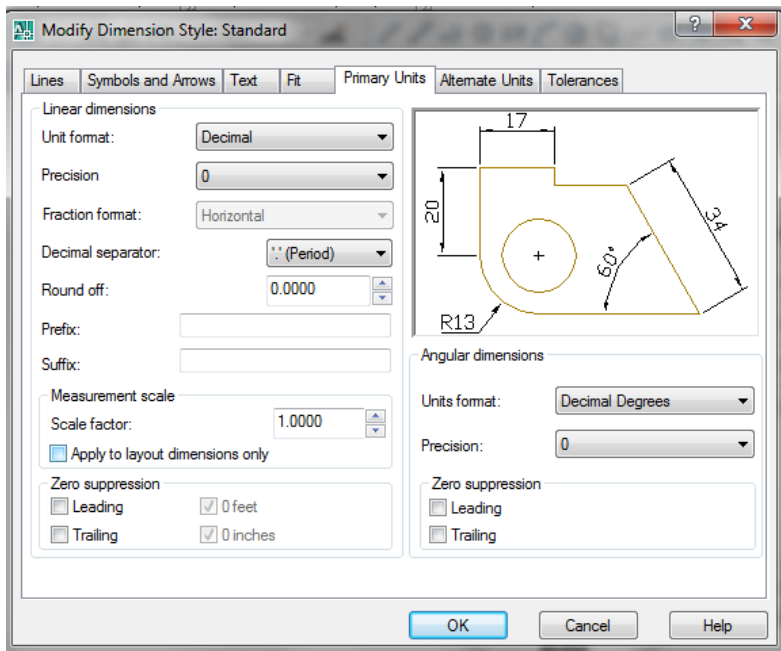 Modify Dimension Style: Standard
? X
Lines Symbols and Arrows Text Fit Primary Units Alternate Units Tolerances
Linear dimensions
Unit format: Decimal
Precision 0
Fraction format: Horizontal
Decimal separator: '.' (Period)
Round off: 0.0000
Prefix:
Suffix:
Measurement scale
Scale factor: 1.0000
Apply to layout dimensions only
Zero suppression
Leading 0 feet
Trailing 0 inches
17
20
34
60°
R13
Angular dimensions
Units format: Decimal Degrees
Precision: 0
Zero suppression
Leading
Trailing
OK Cancel Help